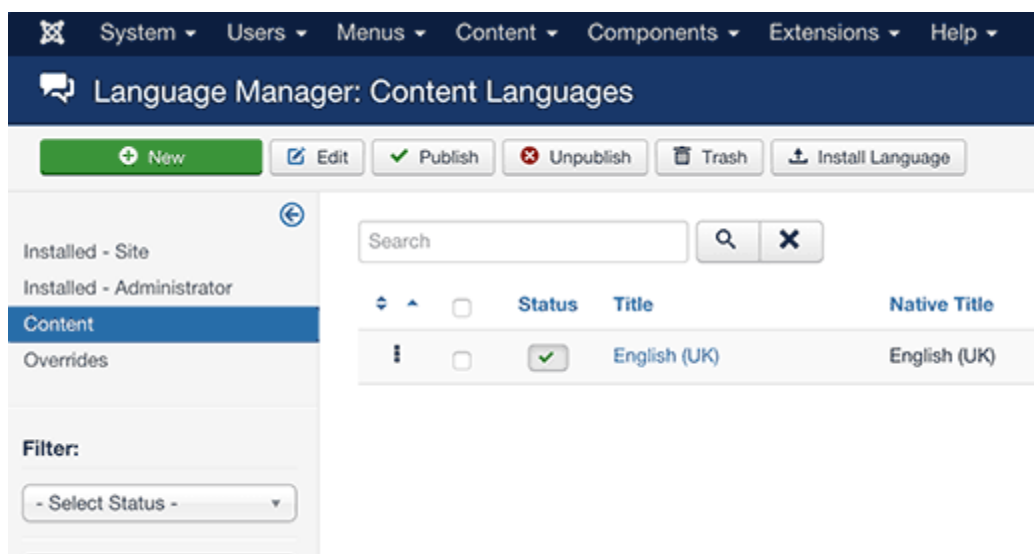 System Users Menus Content Components Extensions Help
Language Manager: Content Languages
New Edit Publish Unpublish Trash Install Language
Installed - Site
Installed - Administrator
Content
Overrides
Filter:
- Select Status -
Search
Status Title Native Title
English (UK) English (UK)